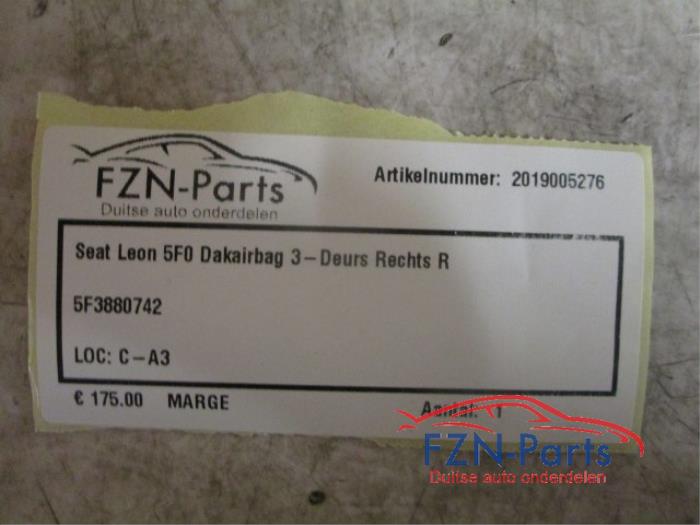 FZN-Parts
Duitse auto onderdelen
Artikelnummer: 2019005276
Seat Leon 5F0 Dakairbag 3-Deurs Rechts R
5F3880742
LOC: C-A3
€ 175.00 MARGE
Aantal: 1
FZN-Parts
Duitse auto onderdelen